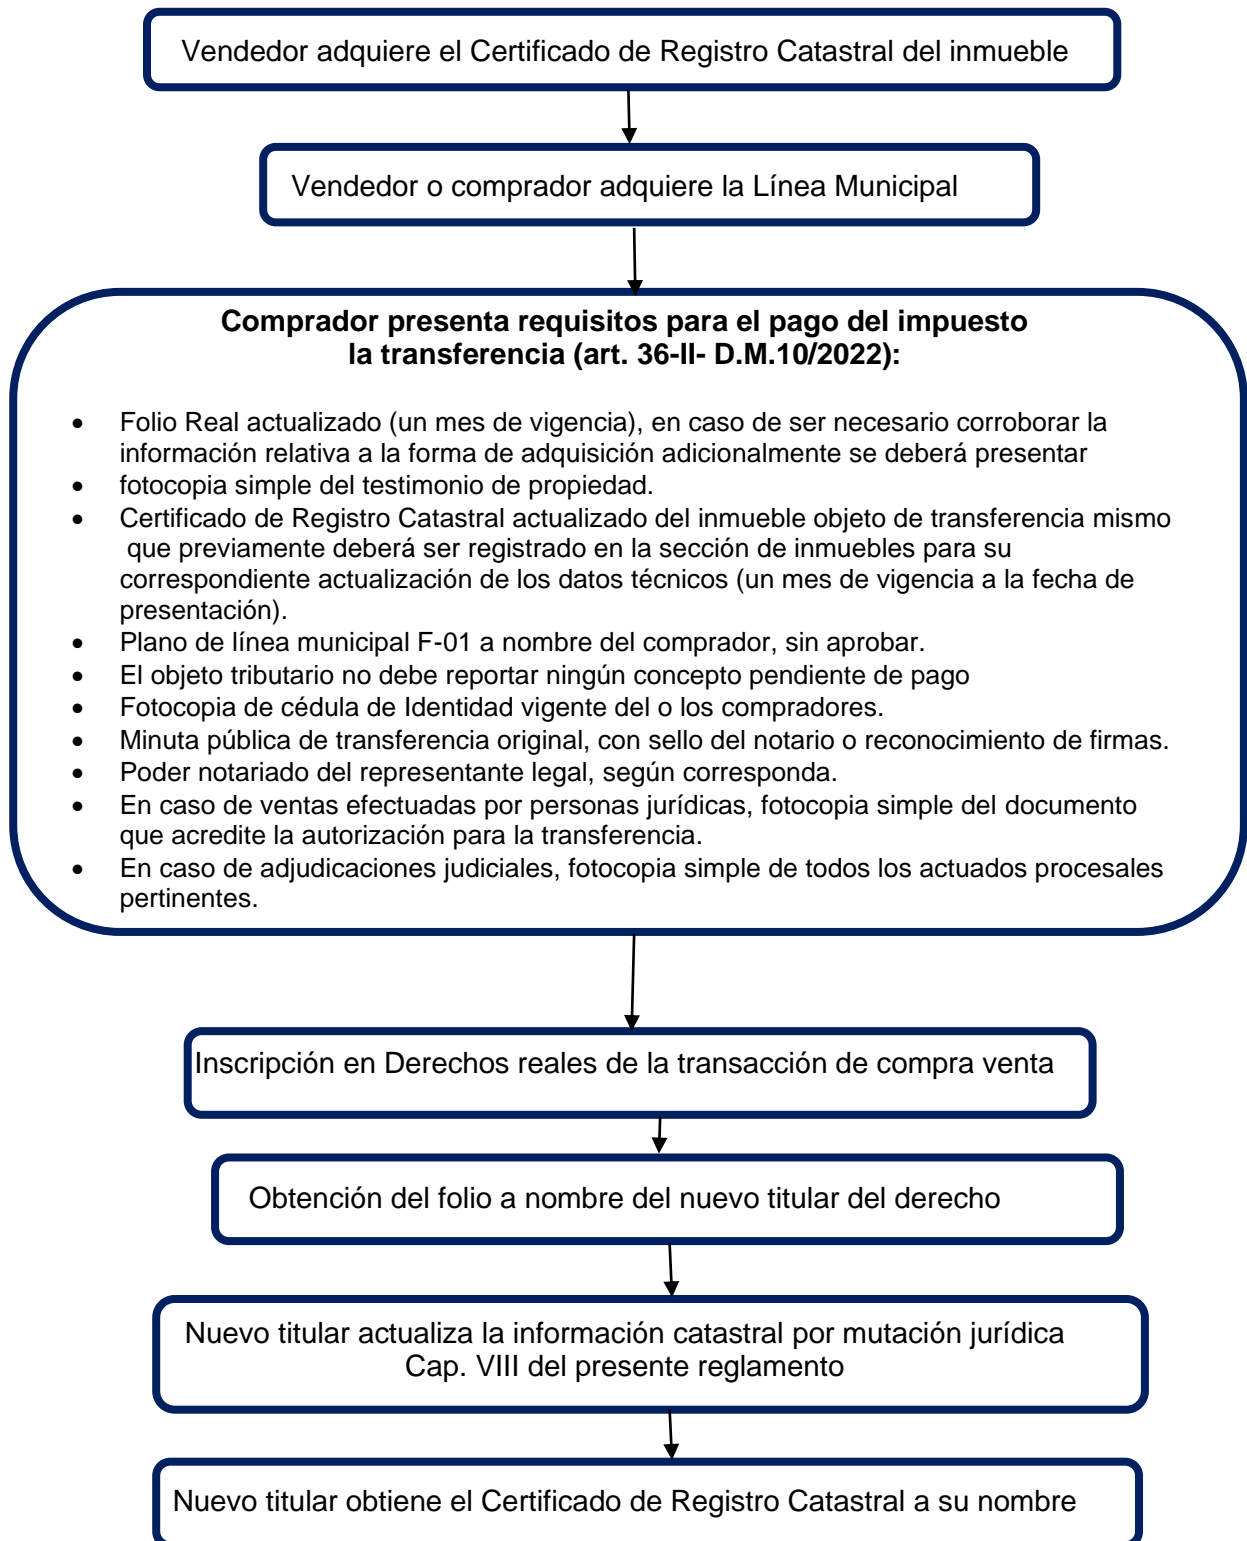 Vendedor adquiere el Certificado de Registro Catastral del inmueble
Vendedor o comprador adquiere la Línea Municipal
Comprador presenta requisitos para el pago del impuesto
la transferencia (art. 36-II- D.M.10/2022):
• Folio Real actualizado (un mes de vigencia), en caso de ser necesario corroborar la
información relativa a la forma de adquisición adicionalmente se deberá presentar
• fotocopia simple del testimonio de propiedad.
• Certificado de Registro Catastral actualizado del inmueble objeto de transferencia mismo
que previamente deberá ser registrado en la sección de inmuebles para su
correspondiente actualización de los datos técnicos (un mes de vigencia a la fecha de
presentación).
• Plano de línea municipal F-01 a nombre del comprador, sin aprobar.
• El objeto tributario no debe reportar ningún concepto pendiente de pago
• Fotocopia de cédula de Identidad vigente del o los compradores.
• Minuta pública de transferencia original, con sello del notario o reconocimiento de firmas.
• Poder notariado del representante legal, según corresponda.
• En caso de ventas efectuadas por personas jurídicas, fotocopia simple del documento
que acredite la autorización para la transferencia.
• En caso de adjudicaciones judiciales, fotocopia simple de todos los actuados procesales
pertinentes.
Inscripción en Derechos reales de la transacción de compra venta
Obtención del folio a nombre del nuevo titular del derecho
Nuevo titular actualiza la información catastral por mutación jurídica
Cap. VIII del presente reglamento
Nuevo titular obtiene el Certificado de Registro Catastral a su nombre